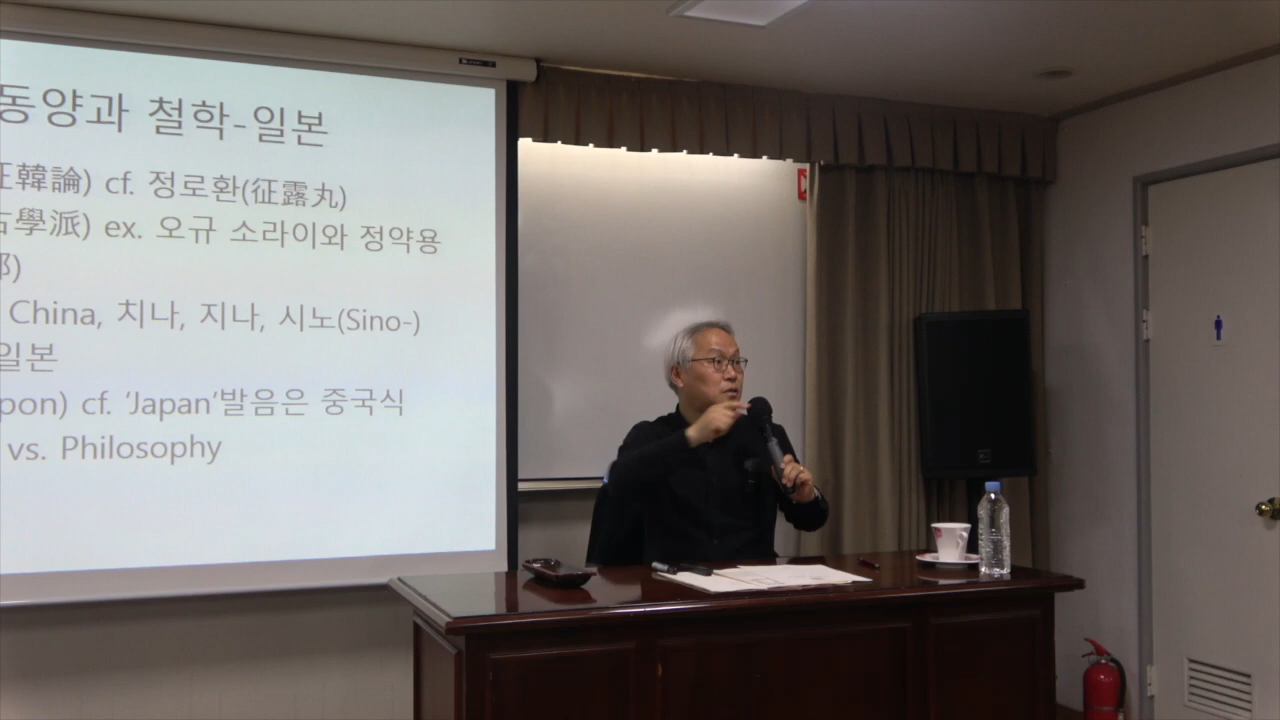 동양과 철학-일본
韓論) cf. 정로환(征露丸)
學派) ex. 오규 소라이와 정약용
China, 치나, 지나, 시노(Sino-)
일본
pon) cf. 'Japan'발음은 중국식
vs. Philosophy